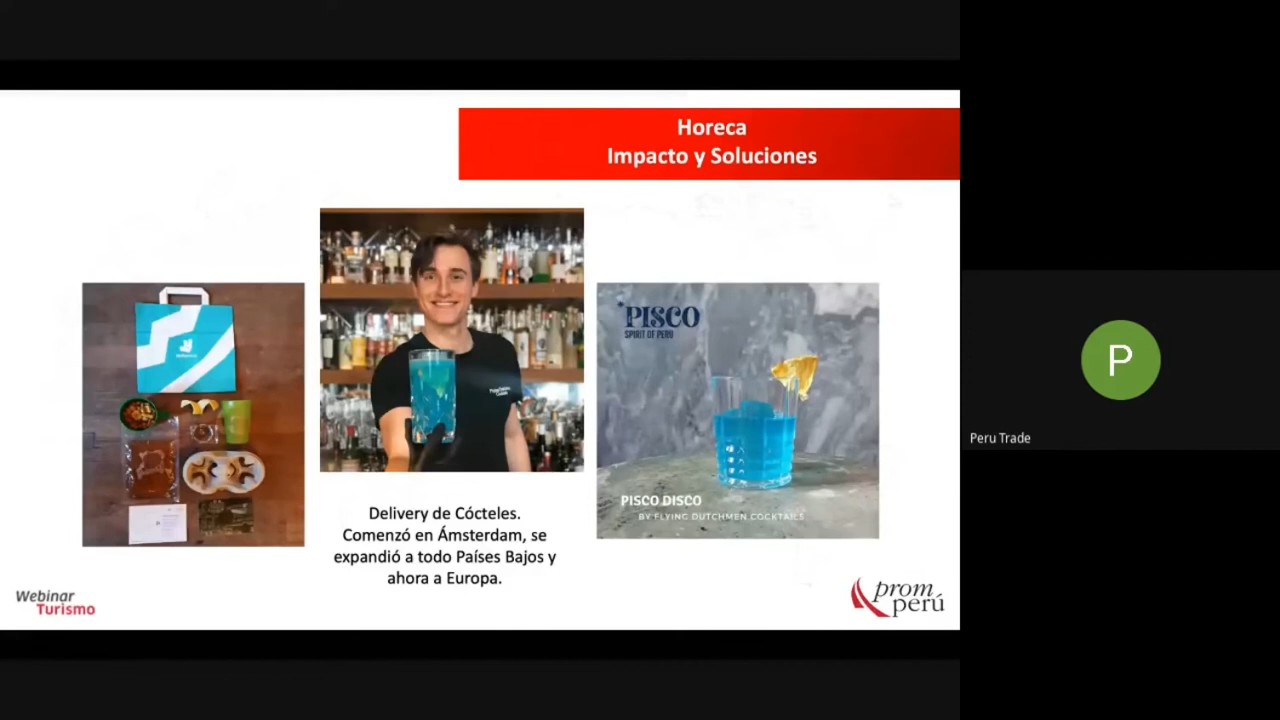 Horeca
Impacto y Soluciones
*PISCO
SPIRIT OF PERU
PISCO DISCO
BY FLYING DUTCHMEN COCKTAILS
Delivery de Cócteles.
Comenzó en Ámsterdam, se
expandió a todo Países Bajos y
ahora a Europa.
Webinar
Turismo
prom
perú
P
Peru Trade